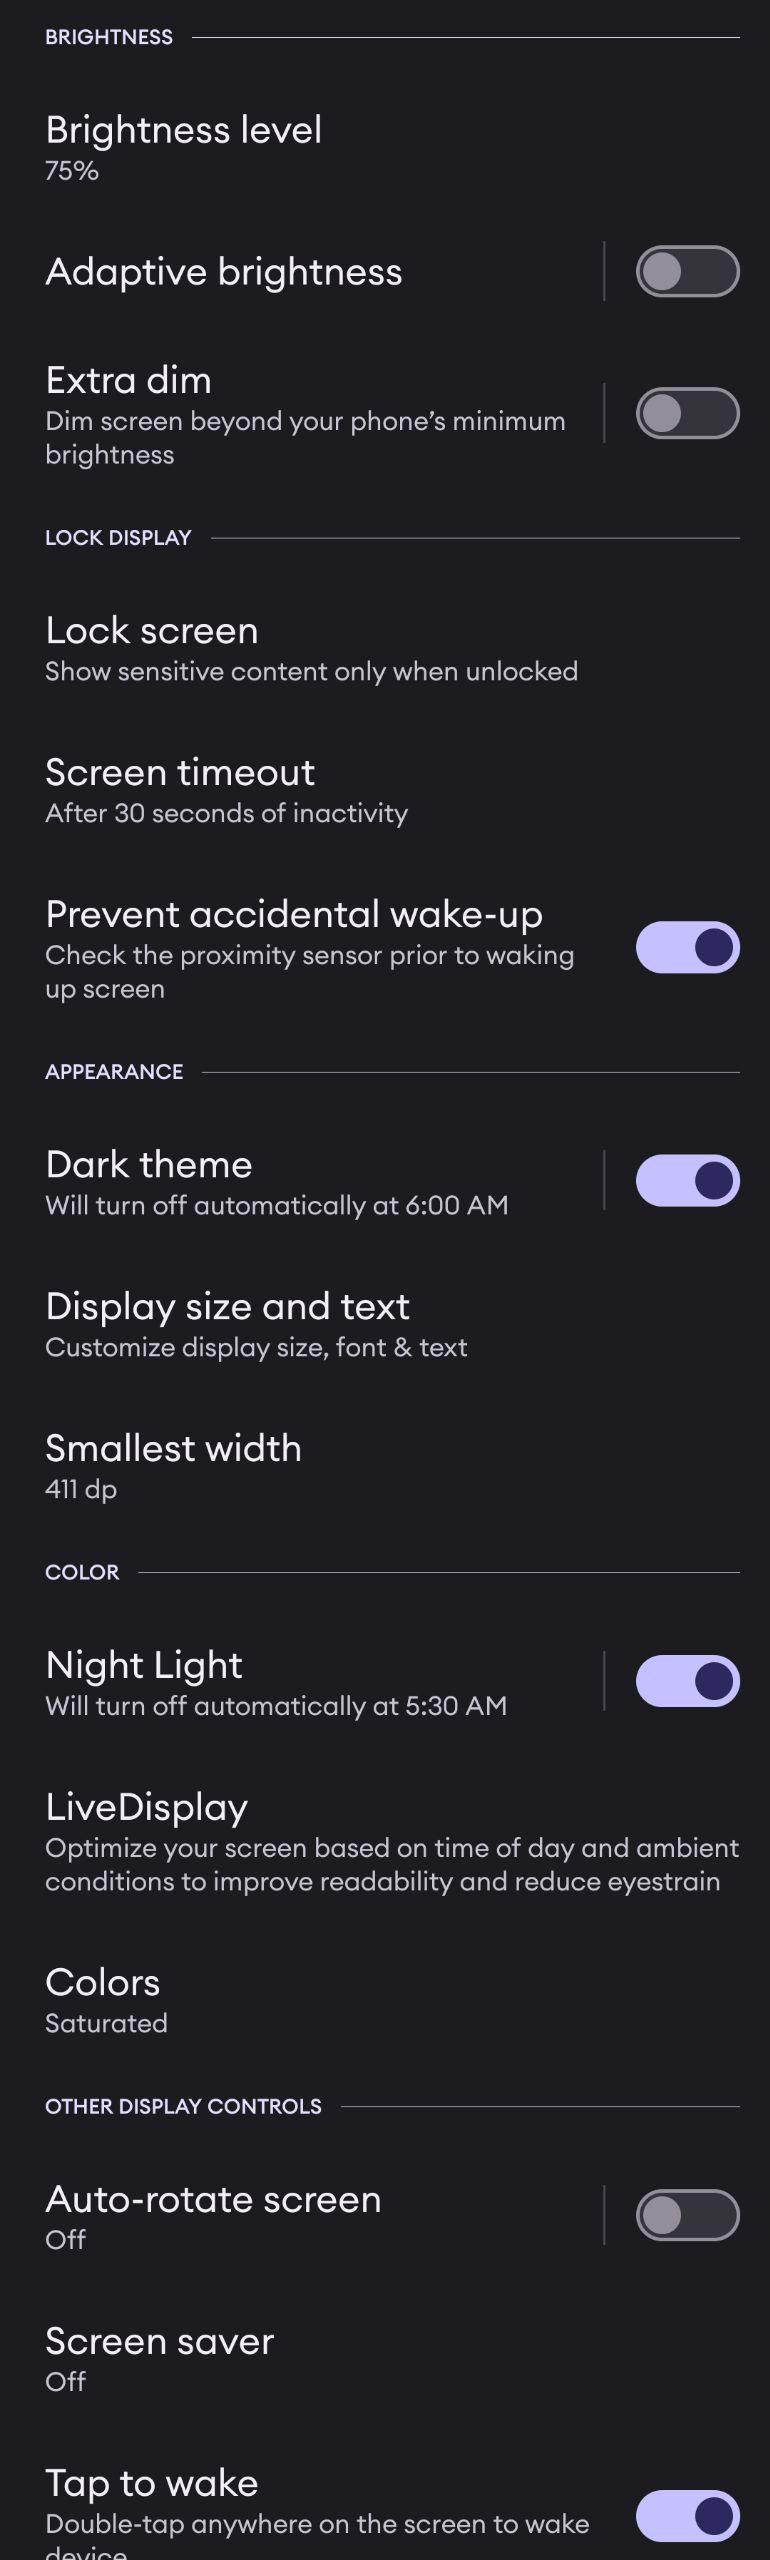 BRIGHTNESS
Brightness level
75%
Adaptive brightness
Extra dim
Dim screen beyond your phone’s minimum
brightness
LOCK DISPLAY
Lock screen
Show sensitive content only when unlocked
Screen timeout
After 30 seconds of inactivity
Prevent accidental wake-up
Check the proximity sensor prior to waking
up screen
APPEARANCE
Dark theme
Will turn off automatically at 6:00 AM
Display size and text
Customize display size, font & text
Smallest width
411 dp
COLOR
Night Light
Will turn off automatically at 5:30 AM
LiveDisplay
Optimize your screen based on time of day and ambient
conditions to improve readability and reduce eyestrain
Colors
Saturated
OTHER DISPLAY CONTROLS
Auto-rotate screen
Off
Screen saver
Off
Tap to wake
Double-tap anywhere on the screen to wake
device